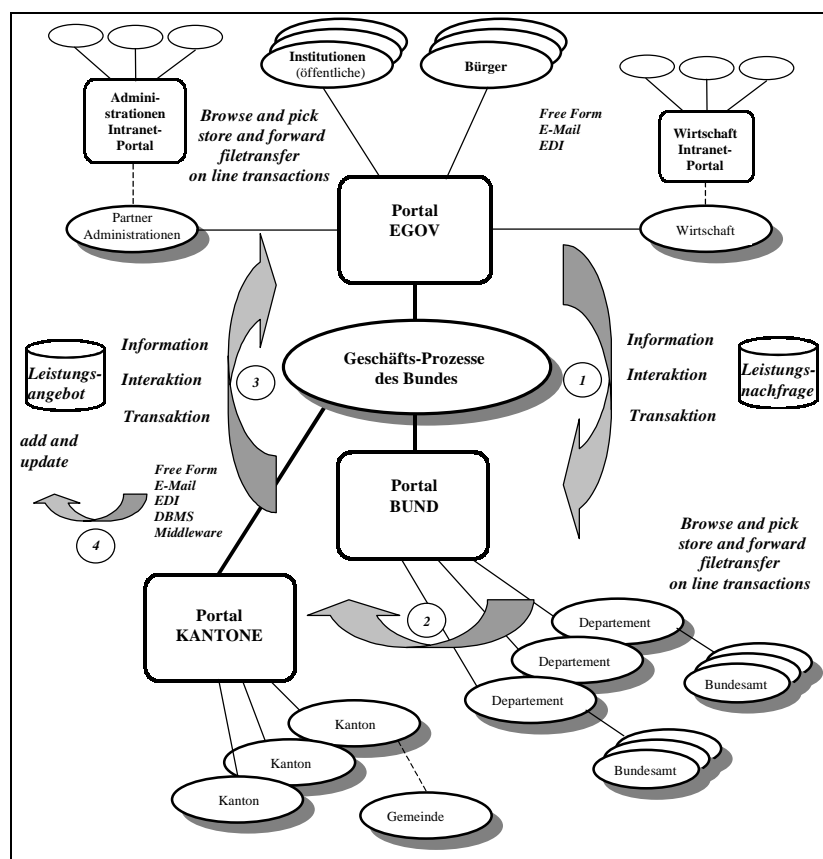 Institutionen
(öffentliche)
Bürger
Admini-
strationen
Intranet-
Portal
Browse and pick
store and forward
filetransfer
on line transactions
Free Form
E-Mail
EDI
Wirtschaft
Intranet-
Portal
Partner
Administrationen
Portal
EGOV
Wirtschaft
Leistungs-
angebot
Information
Interaktion
Transaktion
3
Geschäfts-Prozesse
des Bundes
1
Information
Interaktion
Transaktion
Leistungs-
nachfrage
add and
update
Free Form
E-Mail
EDI
DBMS
Middleware
4
Portal
BUND
Browse and pick
store and forward
filetransfer
on line transactions
Portal
KANTONE
2
Departement
Departement
Departement
Bundesamt
Bundesamt
Kanton
Kanton
Kanton
Gemeinde